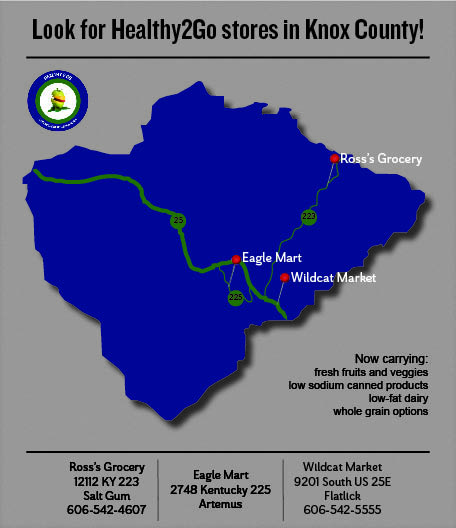 Look for Healthy2Go stores in Knox County!
Ross's Grocery
25
223
Eagle Mart
Wildcat Market
225
Now carrying:
fresh fruits and veggies
low sodium canned products
low-fat dairy
whole grain options
Ross's Grocery
12112 KY 223
Salt Gum
606-542-4607
Eagle Mart
2748 Kentucky 225
Artemus
Wildcat Market
9201 South US 25E
Flatlick
606-542-5555